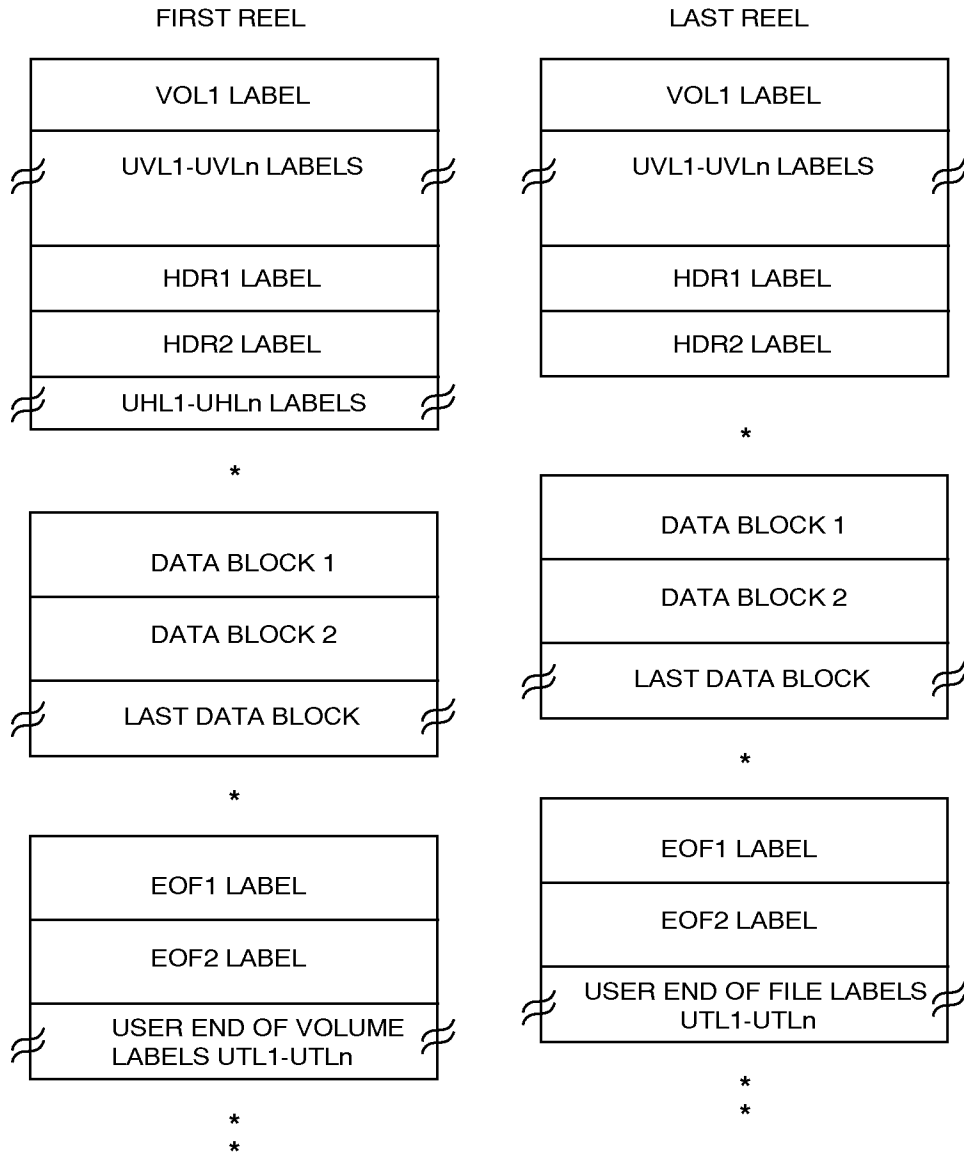 FIRST REEL
VOL1 LABEL
UVL1-UVLn LABELS
HDR1 LABEL
HDR2 LABEL
UHL1-UHLn LABELS
*
DATA BLOCK 1
DATA BLOCK 2
LAST DATA BLOCK
*
EOF1 LABEL
EOF2 LABEL
USER END OF VOLUME
LABELS UTL1-UTLn
*
*
LAST REEL
VOL1 LABEL
UVL1-UVLn LABELS
HDR1 LABEL
HDR2 LABEL
*
DATA BLOCK 1
DATA BLOCK 2
LAST DATA BLOCK
*
EOF1 LABEL
EOF2 LABEL
USER END OF FILE LABELS
UTL1-UTLn
*
*